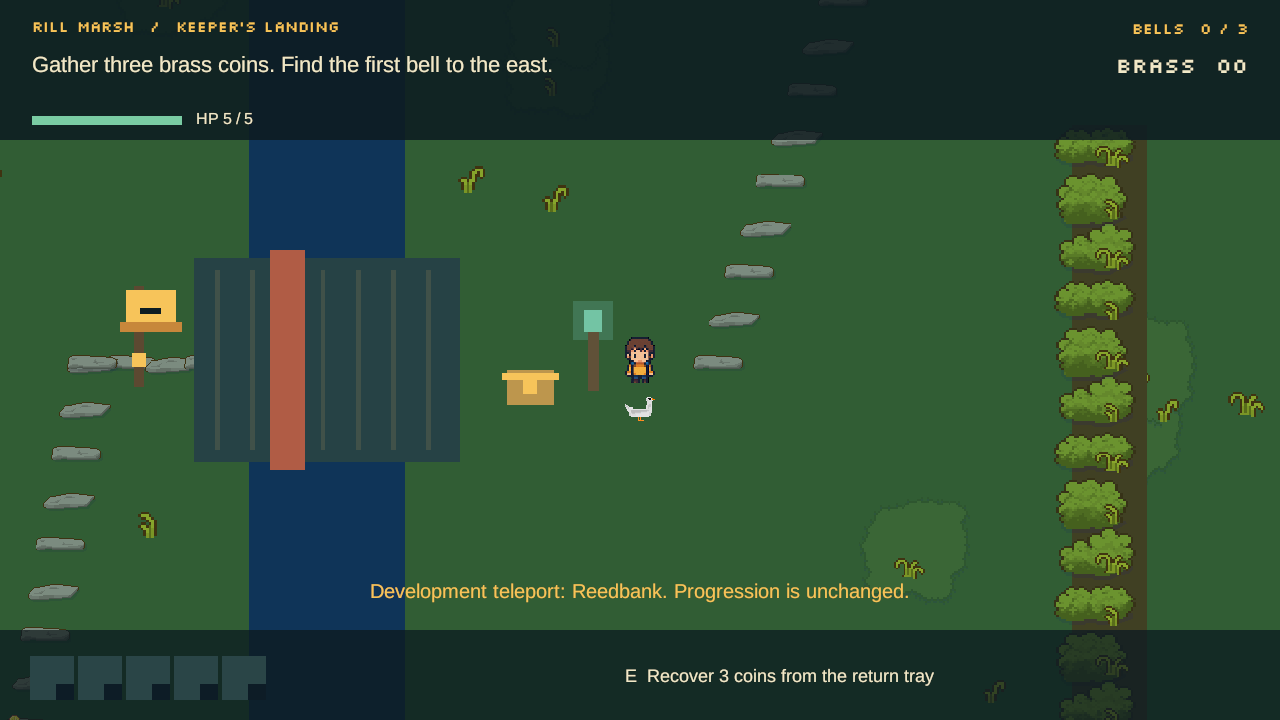 RILL MARSH / KEEPER'S LANDING
BELLS 0 / 3
Gather three brass coins. Find the first bell to the east.
BRASS 00
HP 5 / 5
Development teleport: Reedbank. Progression is unchanged.
E Recover 3 coins from the return tray